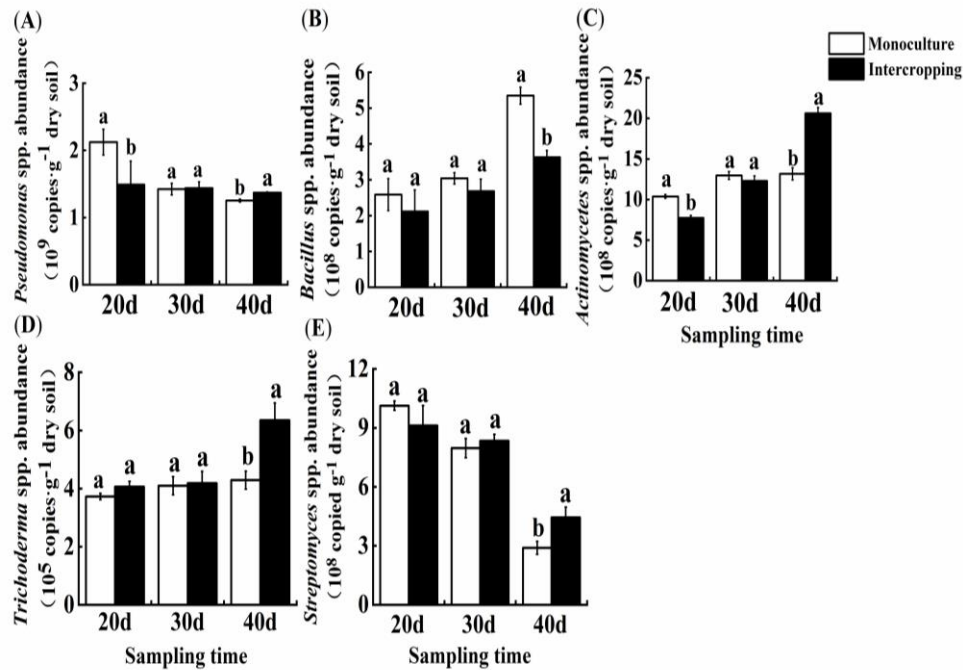 (A)
Pseudomonas spp. abundance
(10⁹ copies·g⁻¹ dry soil)
3
2
1
0
a
b
a
a
b
a
20d
30d
40d
(B)
Bacillus spp. abundance
(10⁸ copies·g⁻¹ dry soil)
6
5
4
3
2
1
0
a
a
a
a
a
b
20d
30d
40d
(C)
Monoculture
Intercropping
Actinomycetes spp. abundance
(10⁸ copies·g⁻¹ dry soil)
25
20
15
10
5
0
a
b
a
a
b
a
20d
30d
40d
Sampling time
(D)
Trichoderma spp. abundance
(10⁵ copies·g⁻¹ dry soil)
8
6
4
2
0
a
a
a
a
b
a
20d
30d
40d
Sampling time
(E)
Streptomyces spp. abundance
(10⁸ copied g⁻¹ dry soil)
12
9
6
3
0
a
a
a
a
b
a
20d
30d
40d
Sampling time